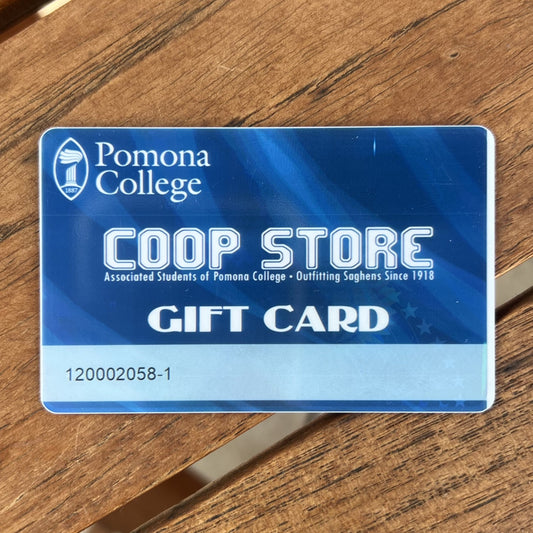 Pomona
College
1887
COOP STORE
Associated Students of Pomona College • Outfitting Saghens Since 1918
GIFT CARD
120002058-1